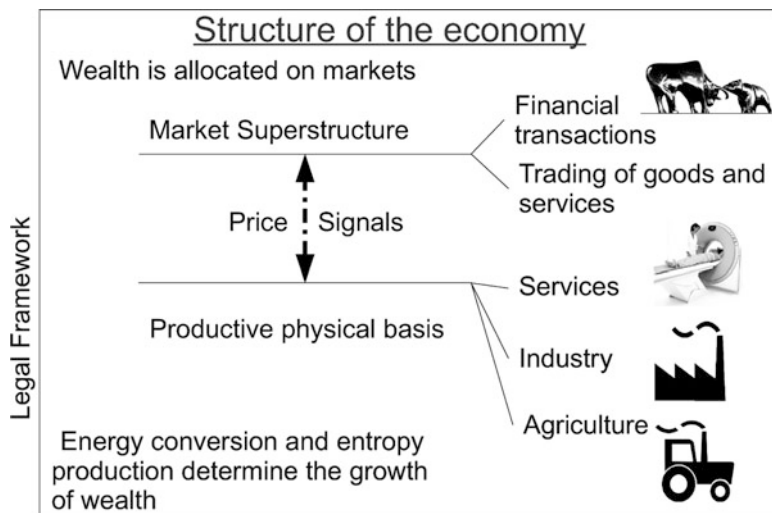 Structure of the economy
Wealth is allocated on markets
Financial
transactions
Market Superstructure
Trading of goods and
services
Price Signals
Services
Productive physical basis
Industry
Agriculture
Energy conversion and entropy
production determine the growth
of wealth
Legal Framework